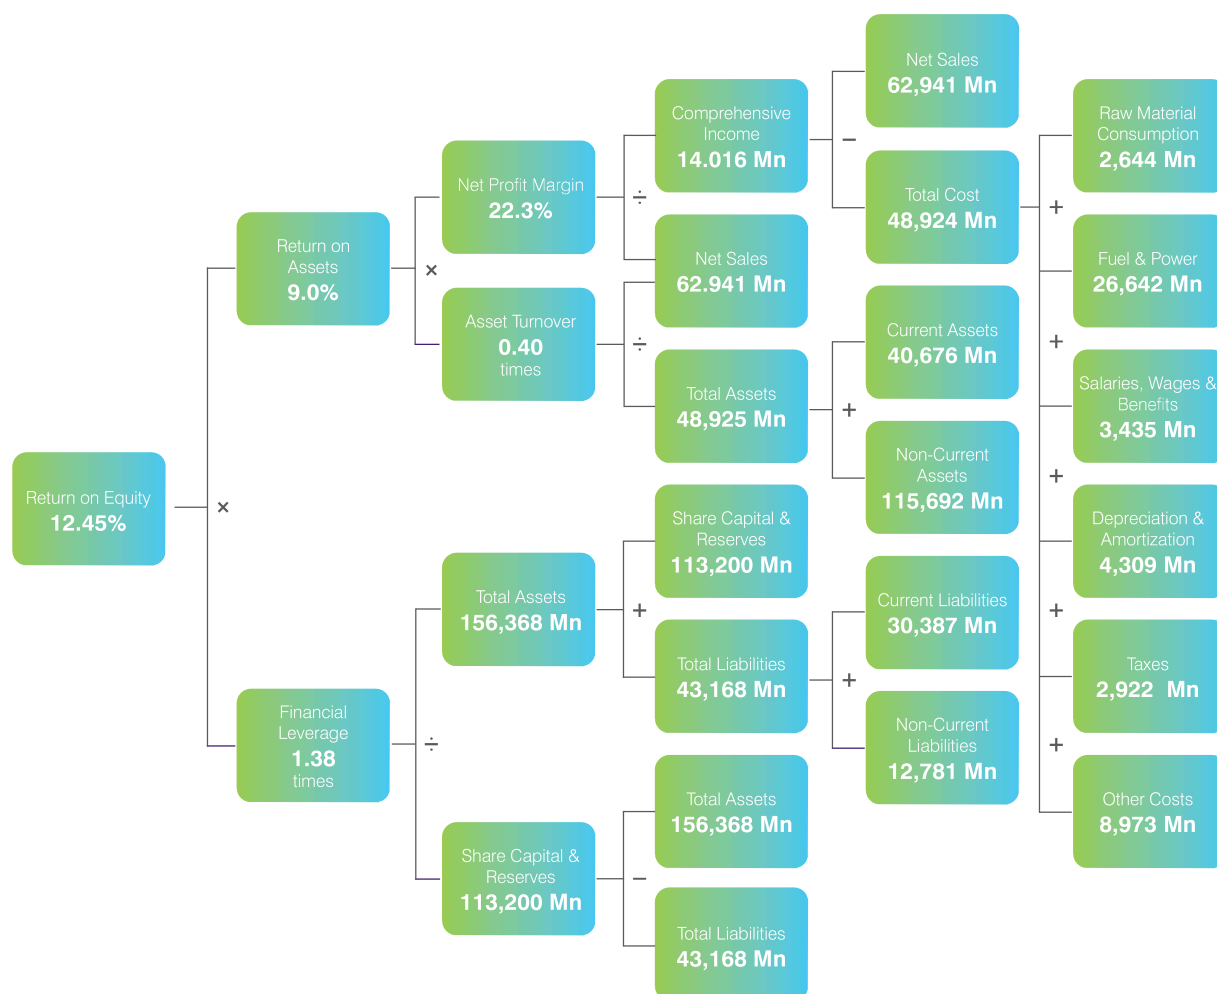 Return on Equity
12.45%
×
Return on
Assets
9.0%
×
Financial
Leverage
1.38
times
÷
Net Profit Margin
22.3%
÷
Asset Turnover
0.40
times
÷
Total Assets
156,368 Mn
+
Share Capital &
Reserves
113,200 Mn
−
Comprehensive
Income
14.016 Mn
−
Net Sales
62.941 Mn
Total Assets
48,925 Mn
+
Share Capital &
Reserves
113,200 Mn
Total Liabilities
43,168 Mn
+
Total Assets
156,368 Mn
Total Liabilities
43,168 Mn
Net Sales
62,941 Mn
Total Cost
48,924 Mn
Current Assets
40,676 Mn
Non-Current
Assets
115,692 Mn
Current Liabilities
30,387 Mn
Non-Current
Liabilities
12,781 Mn
Raw Material
Consumption
2,644 Mn
+
Fuel & Power
26,642 Mn
+
Salaries, Wages &
Benefits
3,435 Mn
+
Depreciation &
Amortization
4,309 Mn
+
Taxes
2,922 Mn
+
Other Costs
8,973 Mn